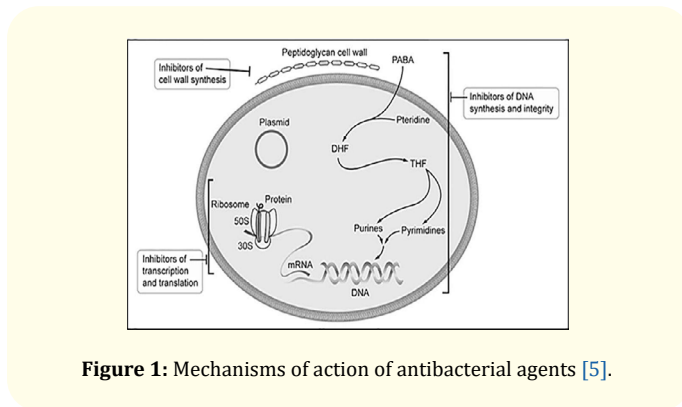 Peptidoglycan cell wall
Inhibitors of
cell wall synthesis
PABA
Inhibitors of DNA
synthesis and integrity
Plasmid
Pteridine
DHF
THF
Ribosome
Protein
50S
30S
Purines
Pyrimidines
Inhibitors of
transcription
and translation
mRNA
DNA
Figure 1: Mechanisms of action of antibacterial agents [5].